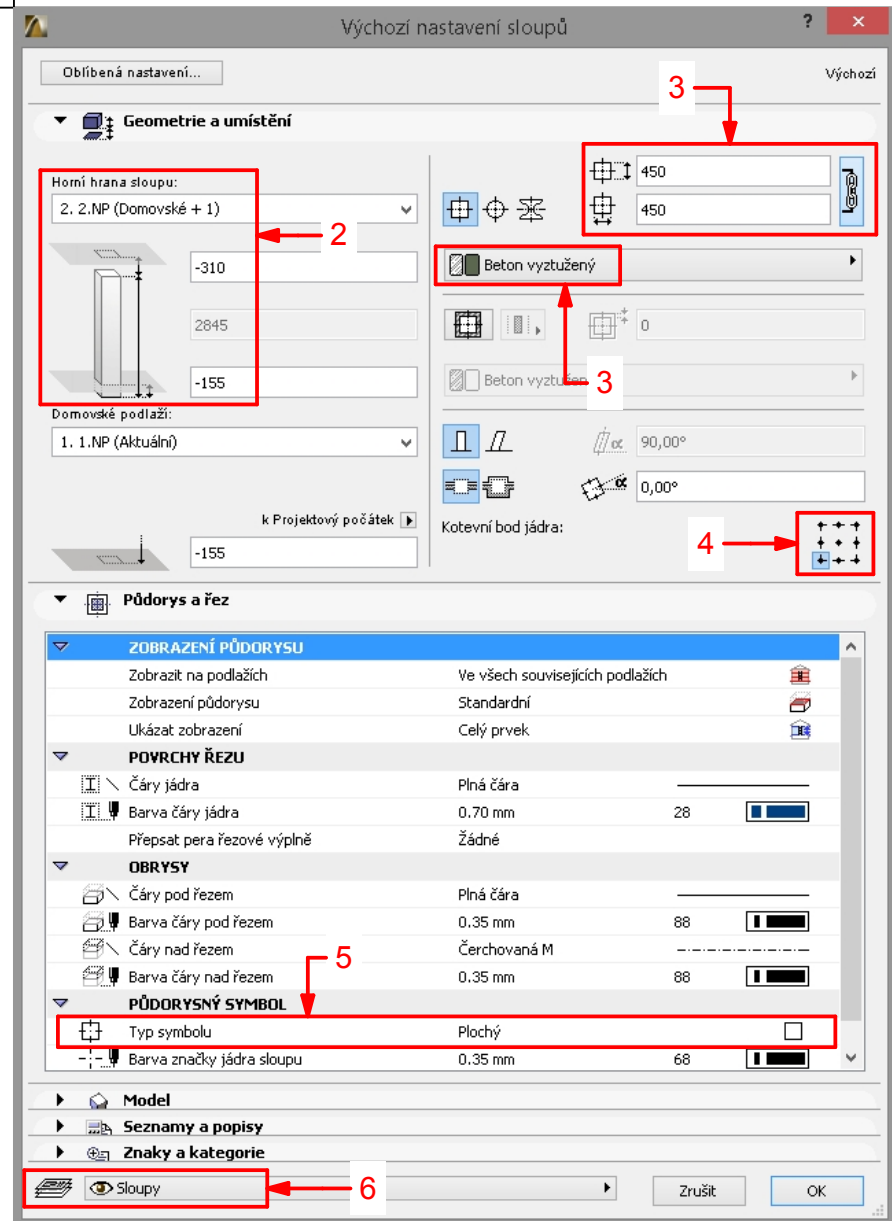 Výchozí nastavení sloupů ?
Oblíbená nastavení... Výchozí
3
Geometrie a umístění
Horní hrana sloupu:
2. 2.NP (Domovské + 1)
2
-310
2845
-155
Domovské podlaží:
1. 1.NP (Aktuální)
k Projektový počátek
-155
450
450
Beton vyztužený
0
Beton vyztužen
3
α 90,00°
α 0,00°
Kotevní bod jádra:
4
Půdorys a řez
ZOBRAZENÍ PŮDORYSU
Zobrazit na podlažích Ve všech souvisejících podlažích
Zobrazení půdorysu Standardní
Ukázat zobrazení Celý prvek
POVRCHY ŘEZU
Čáry jádra Plná čára
Barva čáry jádra 0.70 mm 28
Přepsat pera řezové výplně Žádné
OBRYSY
Čáry pod řezem Plná čára
Barva čáry pod řezem 0.35 mm 88
Čáry nad řezem Čerchovaná M
5
Barva čáry nad řezem 0.35 mm 88
PŮDORYSNÝ SYMBOL
Typ symbolu Plochý
Barva značky jádra sloupu 0.35 mm 68
Model
Seznamy a popisy
Znaky a kategorie
Sloupy 6 Zrušit OK